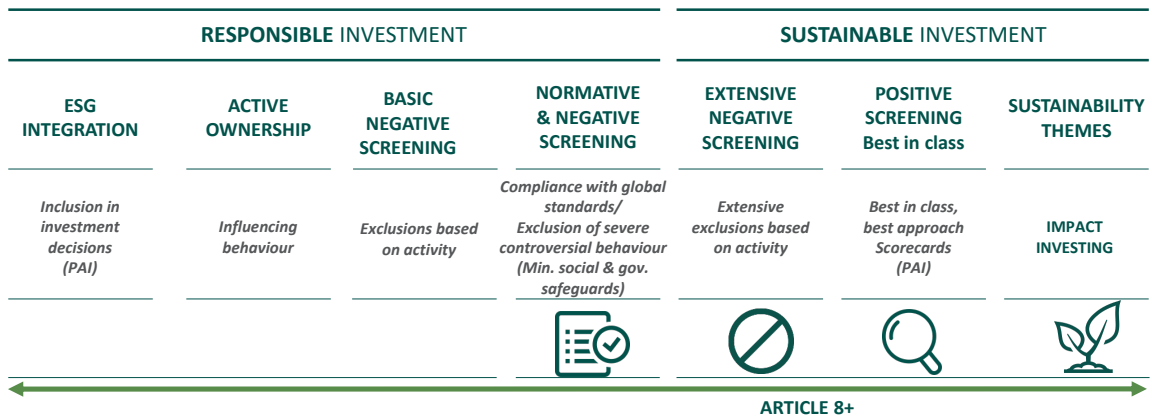 RESPONSIBLE INVESTMENT
SUSTAINABLE INVESTMENT
ESG
INTEGRATION
ACTIVE
OWNERSHIP
BASIC
NEGATIVE
SCREENING
NORMATIVE
& NEGATIVE
SCREENING
EXTENSIVE
NEGATIVE
SCREENING
POSITIVE
SCREENING
Best in class
SUSTAINABILITY
THEMES
Inclusion in
investment
decisions
(PAI)
Influencing
behaviour
Exclusions based
on activity
Compliance with global
standards/
Exclusion of severe
controversial behaviour
(Min. social & gov.
safeguards)
Extensive
exclusions based
on activity
Best in class,
best approach
Scorecards
(PAI)
IMPACT
INVESTING
ARTICLE 8+